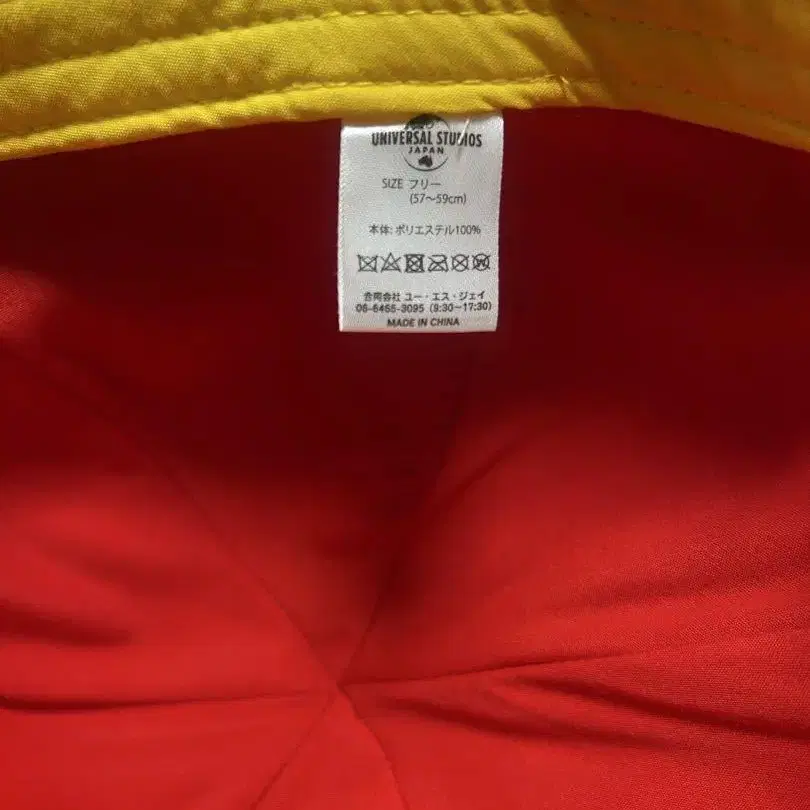 UNIVERSAL STUDIOS
JAPAN
SIZE フリー
(57~59cm)
本体: ポリエステル100%
合同会社 ユー・エス・ジェイ
06-6465-3095 (9:30~17:30)
MADE IN CHINA